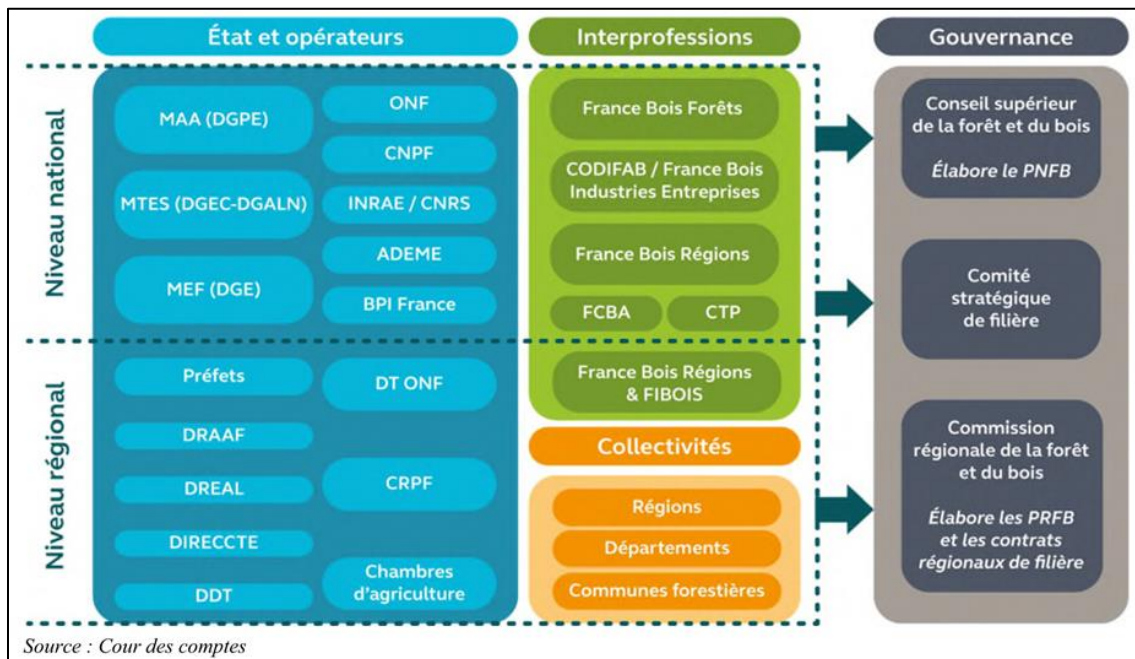 État et opérateurs
Interprofessions
Gouvernance
Niveau national
MAA (DGPE)
MTES (DGEC-DGALN)
MEF (DGE)
ONF
CNPF
INRAE / CNRS
ADEME
BPI France
France Bois Forêts
CODIFAB / France Bois
Industries Entreprises
France Bois Régions
FCBA
CTP
Conseil supérieur
de la forêt et du bois
Élabore le PNFB
Comité
stratégique
de filière
Niveau régional
Préfets
DRAAF
DREAL
DIRECCTE
DDT
DT ONF
CRPF
Chambres
d'agriculture
France Bois Régions
& FIBOIS
Collectivités
Régions
Départements
Communes forestières
Commission
régionale de la forêt
et du bois
Élabore les PRFB
et les contrats
régionaux de filière
Source : Cour des comptes